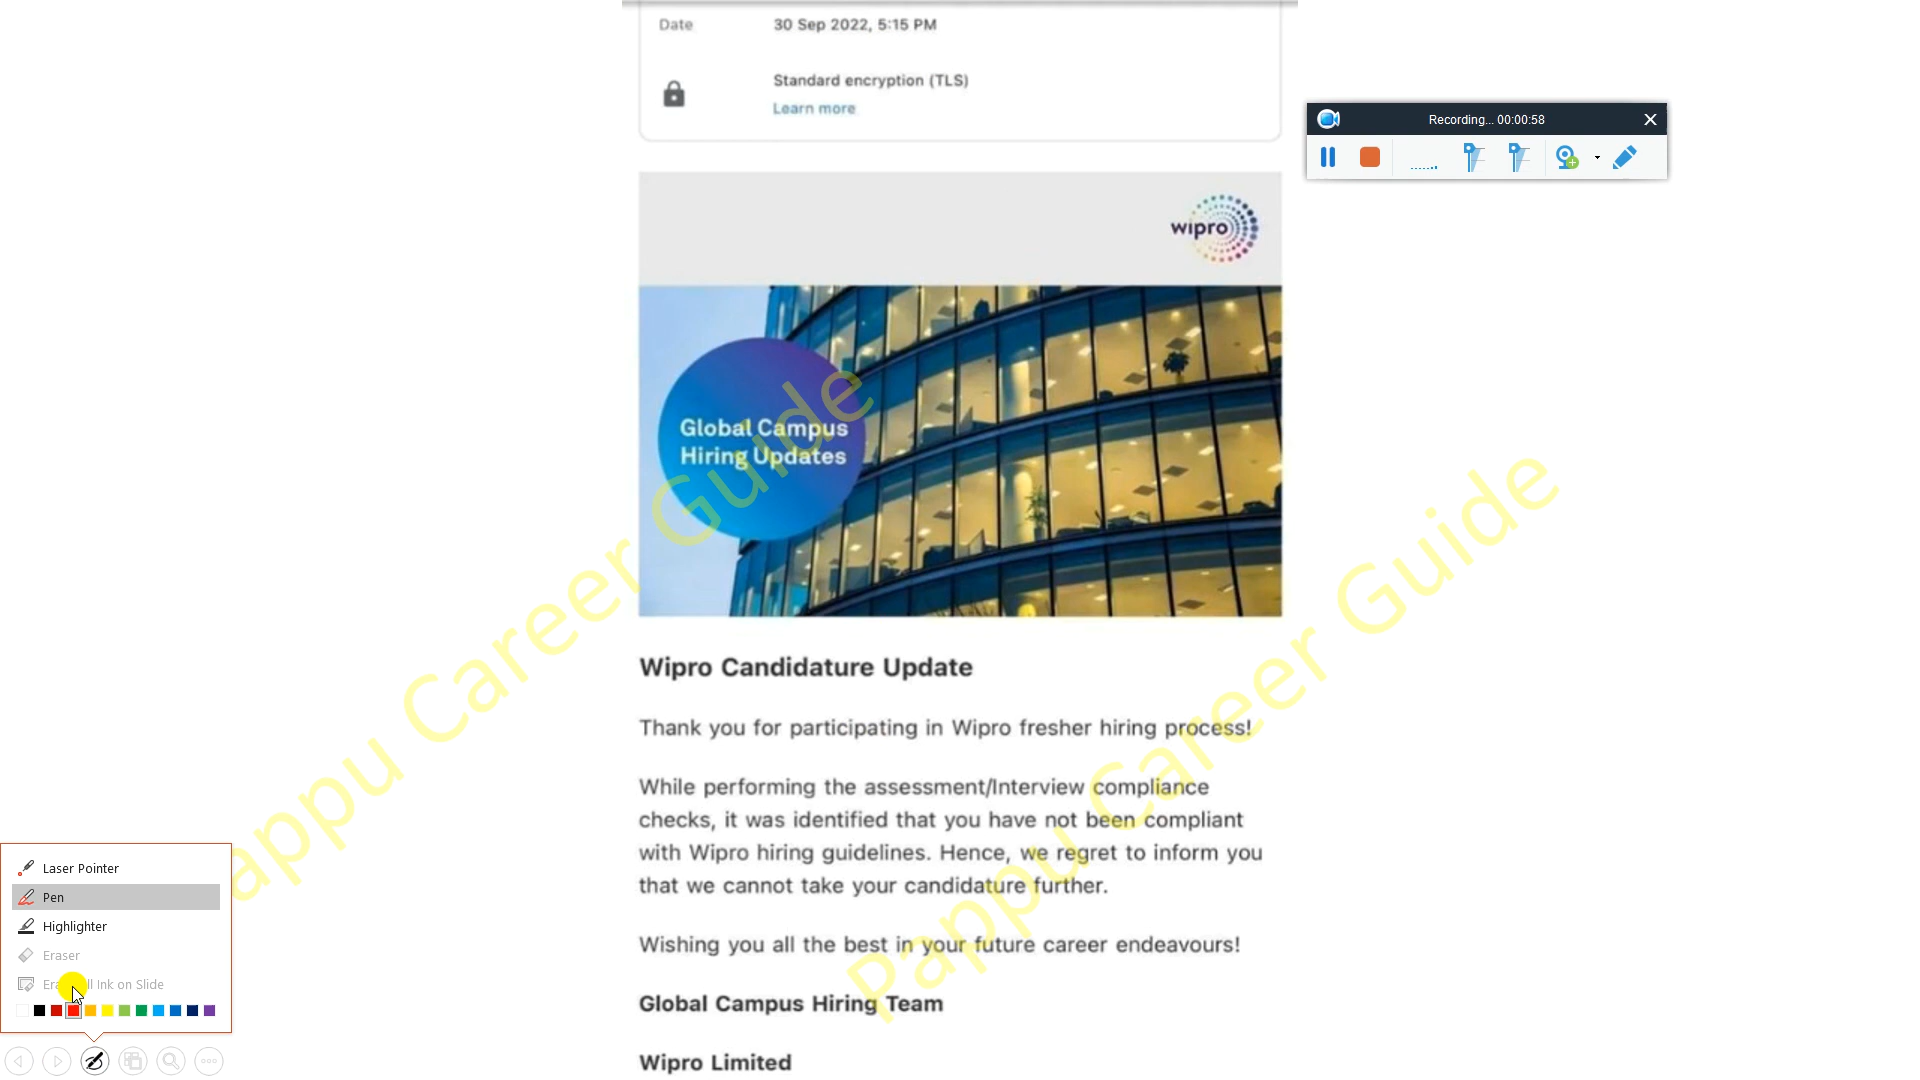 Date 30 Sep 2022, 5:15 PM
Standard encryption (TLS)
Learn more
Recording... 00:00:58
wipro
Global Campus
Hiring Updates
Wipro Candidature Update
Thank you for participating in Wipro fresher hiring process!
While performing the assessment/Interview compliance
checks, it was identified that you have not been compliant
with Wipro hiring guidelines. Hence, we regret to inform you
that we cannot take your candidature further.
Wishing you all the best in your future career endeavours!
Global Campus Hiring Team
Wipro Limited
appu Career Guide
Pappu Career Guide
Laser Pointer
Pen
Highlighter
Eraser
Era ll Ink on Slide